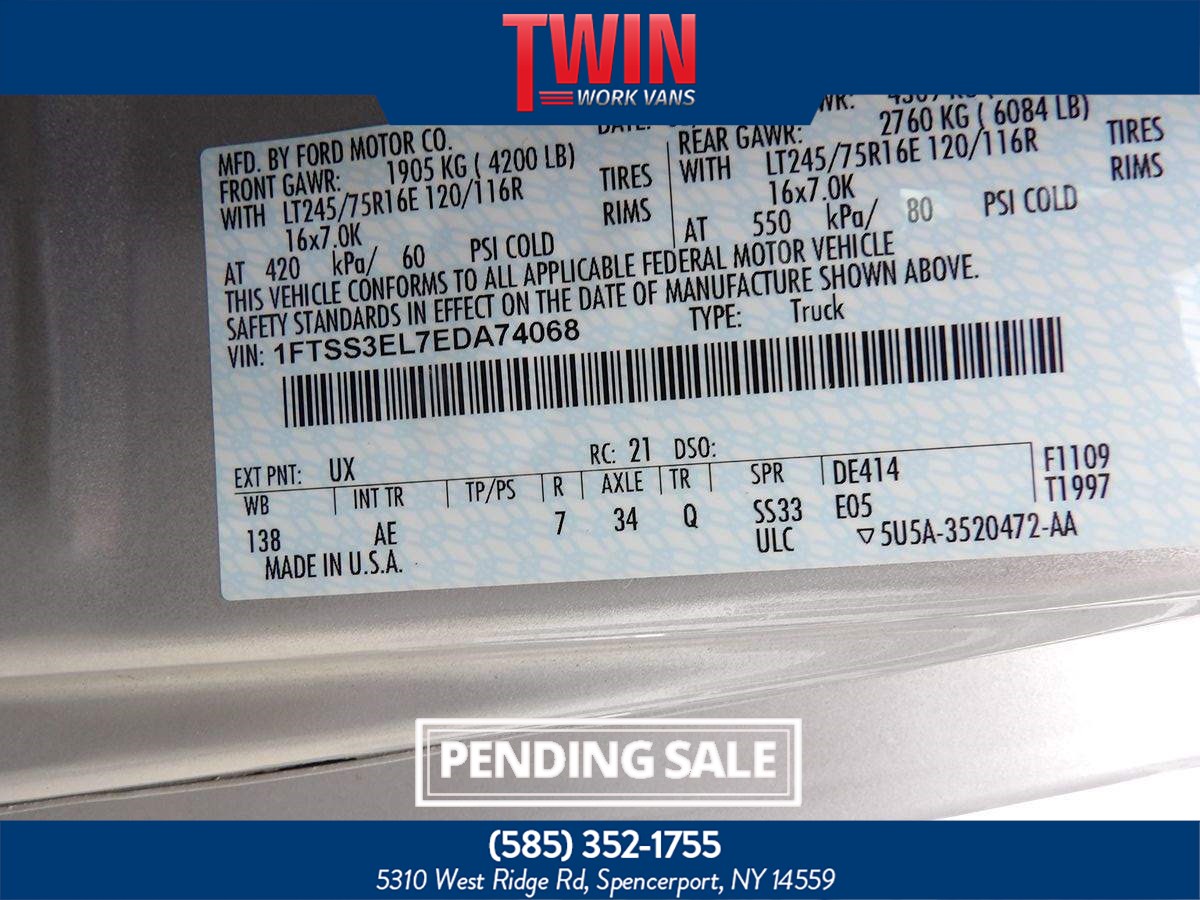 TWIN
WORK VANS
MFD. BY FORD MOTOR CO.
FRONT GAWR: 1905 KG ( 4200 LB)
WITH LT245/75R16E 120/116R TIRES
16x7.0K RIMS
AT 420 kPa/ 60 PSI COLD
DATE:
REAR GAWR: 2760 KG ( 6084 LB)
WITH LT245/75R16E 120/116R TIRES
16x7.0K RIMS
AT 550 kPa/ 80 PSI COLD
THIS VEHICLE CONFORMS TO ALL APPLICABLE FEDERAL MOTOR VEHICLE
SAFETY STANDARDS IN EFFECT ON THE DATE OF MANUFACTURE SHOWN ABOVE.
VIN: 1FTSS3EL7EDA74068 TYPE: Truck
EXT PNT: UX RC: 21 DSO:
WB INT TR TP/PS R AXLE TR SPR DE414 F1109
138 AE 7 34 Q SS33 E05 T1997
ULC ▽5U5A-3520472-AA
MADE IN U.S.A.
PENDING SALE
(585) 352-1755
5310 West Ridge Rd, Spencerport, NY 14559